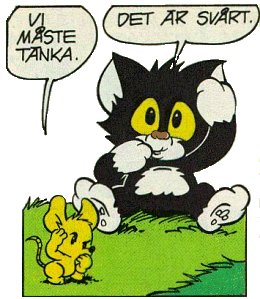 VI
MÅSTE
TÄNKA.
DET ÄR SVÅRT.